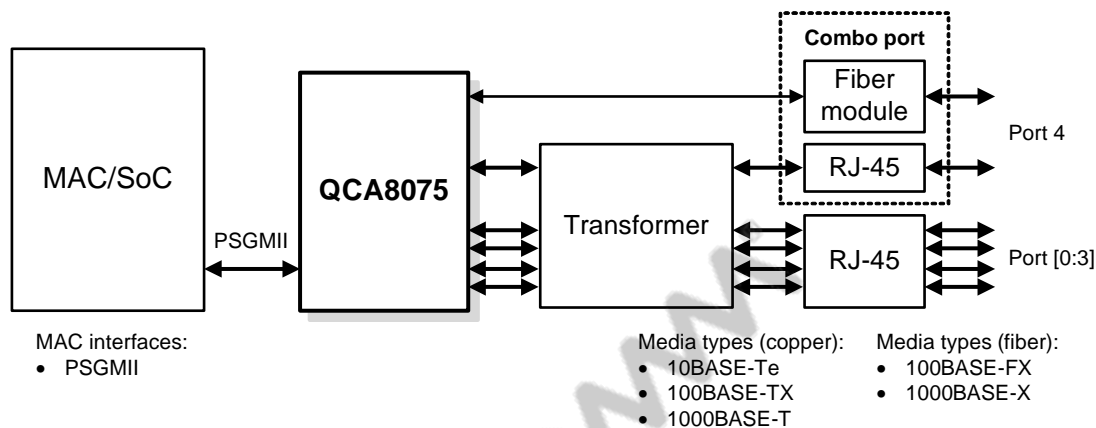 Combo port
Fiber
module
Port 4
MAC/SoC
QCA8075
RJ-45
Transformer
PSGMII
RJ-45
Port [0:3]
MAC interfaces:
• PSGMII
Media types (copper):
• 10BASE-Te
• 100BASE-TX
• 1000BASE-T
Media types (fiber):
• 100BASE-FX
• 1000BASE-X